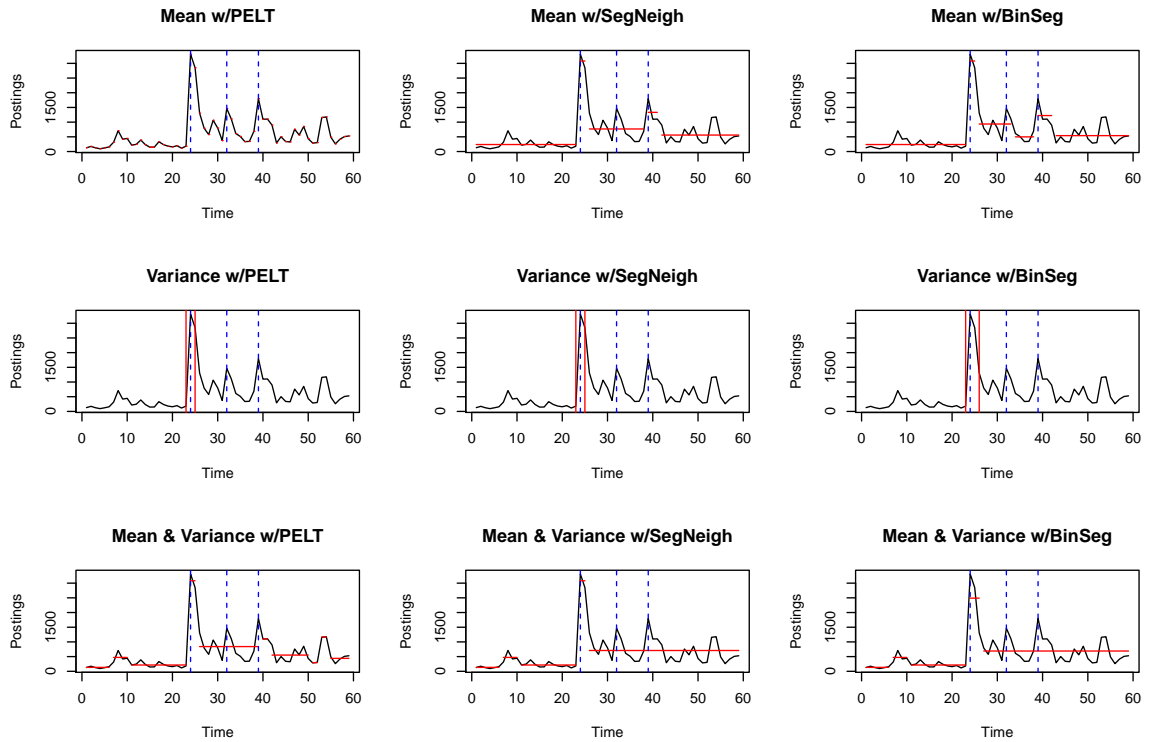 Mean w/PELT
Mean w/SegNeigh
Mean w/BinSeg
Postings
1500
0 10 20 30 40 50 60
Time
Postings
1500
0 10 20 30 40 50 60
Time
Postings
1500
0 10 20 30 40 50 60
Time
Variance w/PELT
Variance w/SegNeigh
Variance w/BinSeg
Postings
0 1500
0 10 20 30 40 50 60
Time
Postings
0 1500
0 10 20 30 40 50 60
Time
Postings
0 1500
0 10 20 30 40 50 60
Time
Mean & Variance w/PELT
Mean & Variance w/SegNeigh
Mean & Variance w/BinSeg
Postings
0 1500
0 10 20 30 40 50 60
Time
Postings
0 1500
0 10 20 30 40 50 60
Time
Postings
0 1500
0 10 20 30 40 50 60
Time